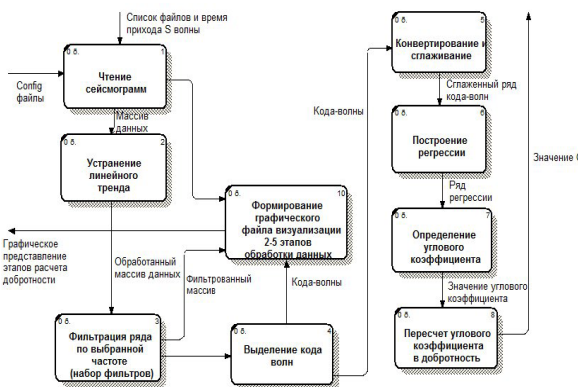 Список файлов и время
прихода S волны
Config
файлы
0 б.
1
Чтение
сейсмограмм
Массив
данных
0 б.
2
Устранение
линейного
тренда
Графическое
представление
этапов расчета
добротности
Обработанный
массив данных
Фильтрованный
массив
0 б.
3
Фильтрация ряда
по выбранной
частоте
(набор фильтров)
0 б.
10
Формирование
графического
файла визуализации
2-5 этапов
обработки данных
Кода-волны
0 б.
4
Выделение кода
волн
Кода-волны
0 б.
5
Конвертирование и
сглаживание
Сглаженный ряд
кода-волн
0 б.
6
Построение
регрессии
Ряд
регрессии
0 б.
7
Определение
углового
коэффициента
Значение углового
коэффициента
0 б.
8
Пересчет углового
коэффициента
в добротность
Значение